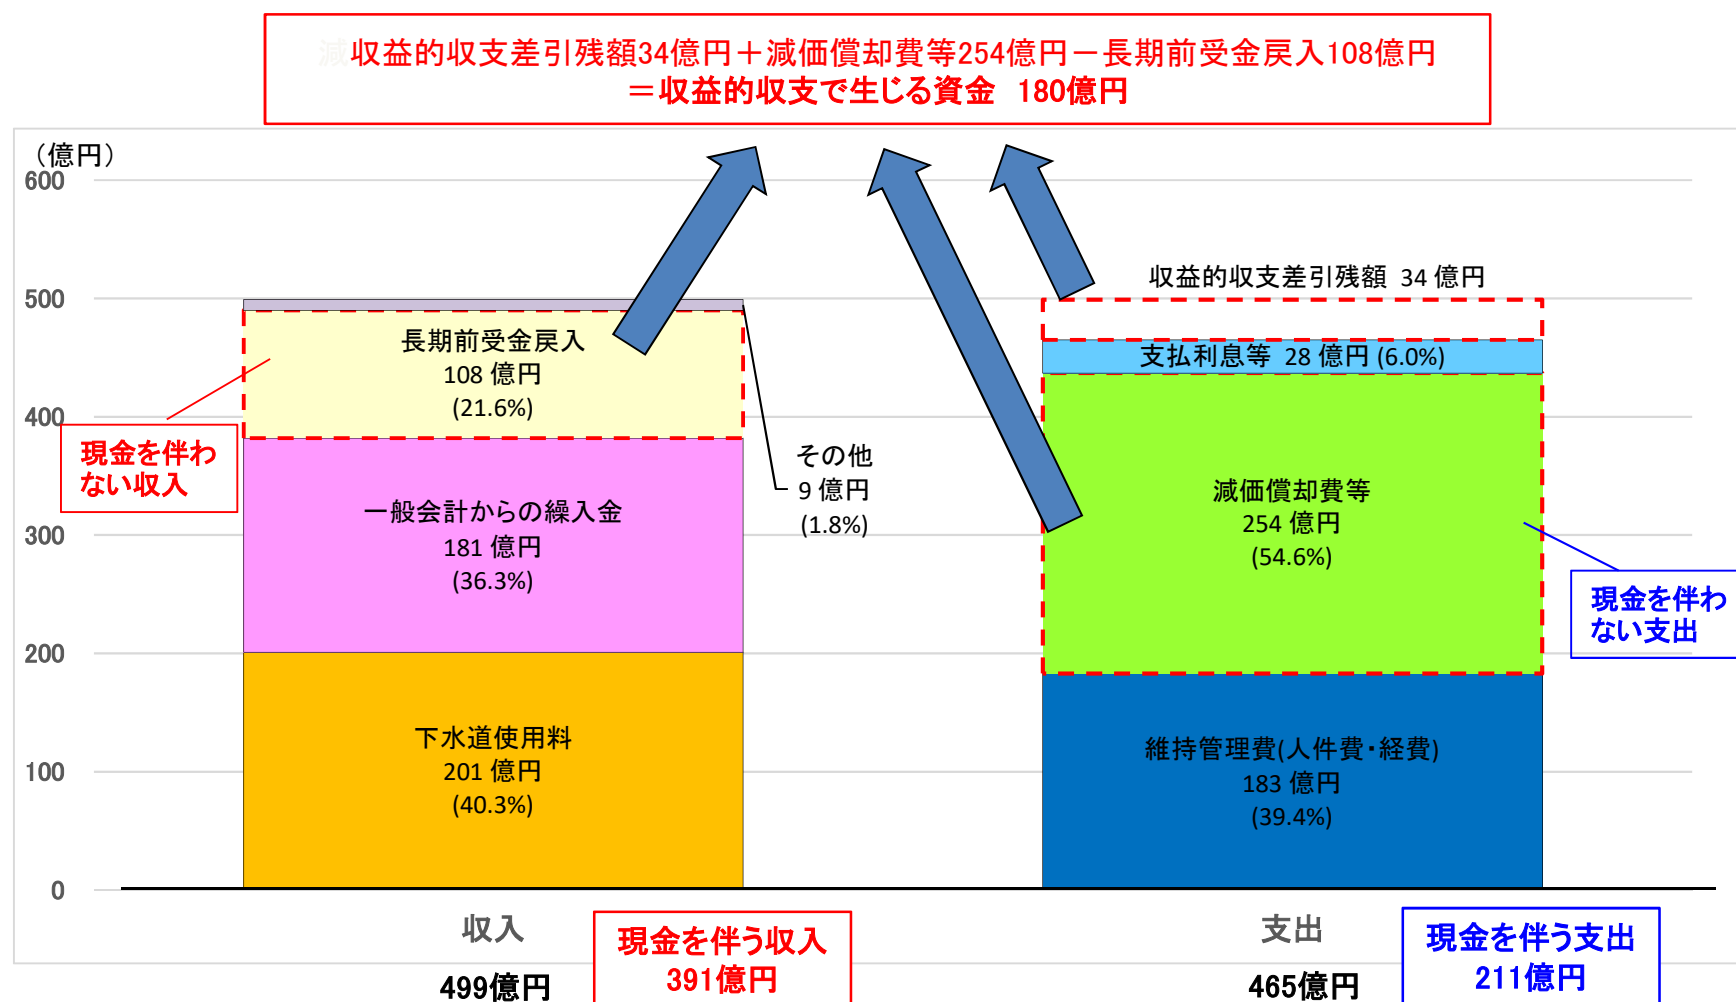 減収益的収支差引残額34億円＋減価償却費等254億円－長期前受金戻入108億円
＝収益的収支で生じる資金 180億円
（億円）
600
500
400
300
200
100
0
収益的収支差引残額 34 億円
支払利息等 28 億円 (6.0%)
長期前受金戻入
108 億円
(21.6%)
現金を伴わ
ない収入
その他
9 億円
(1.8%)
一般会計からの繰入金
181 億円
(36.3%)
減価償却費等
254 億円
(54.6%)
現金を伴わ
ない支出
下水道使用料
201 億円
(40.3%)
維持管理費(人件費・経費)
183 億円
(39.4%)
収入
499億円
現金を伴う収入
391億円
支出
465億円
現金を伴う支出
211億円